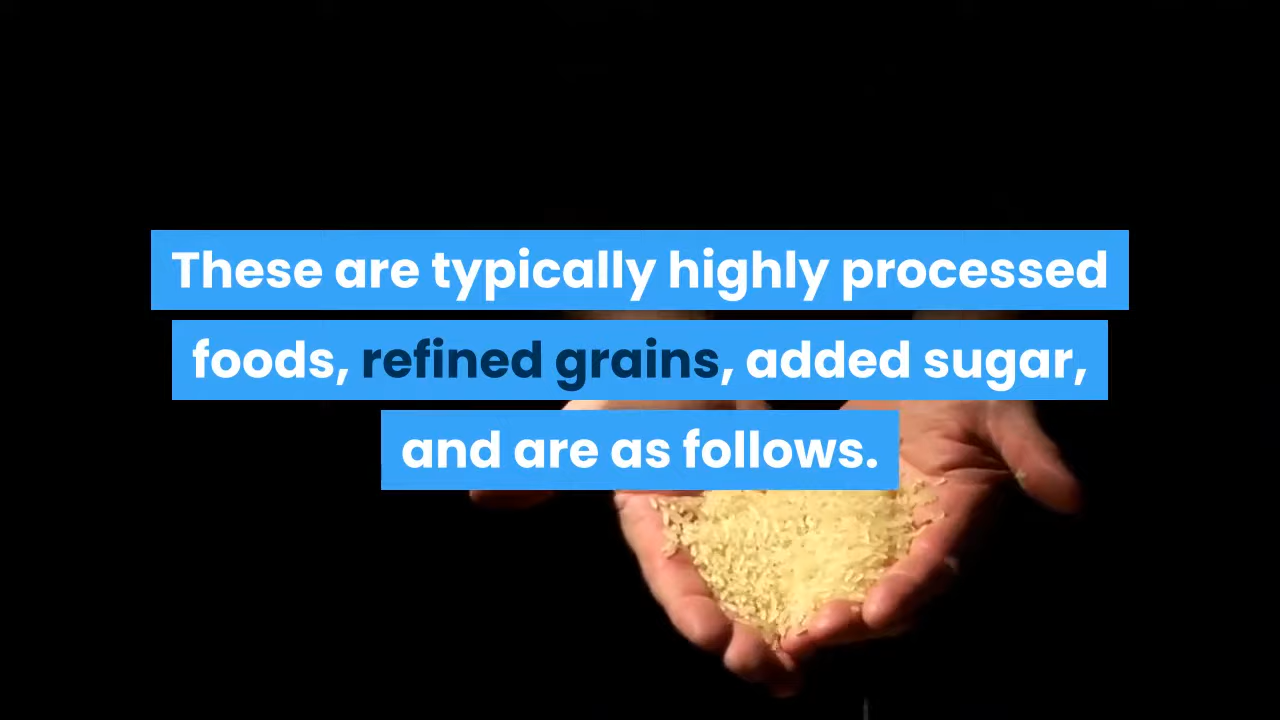 These are typically highly processed
foods, refined grains, added sugar,
and are as follows.